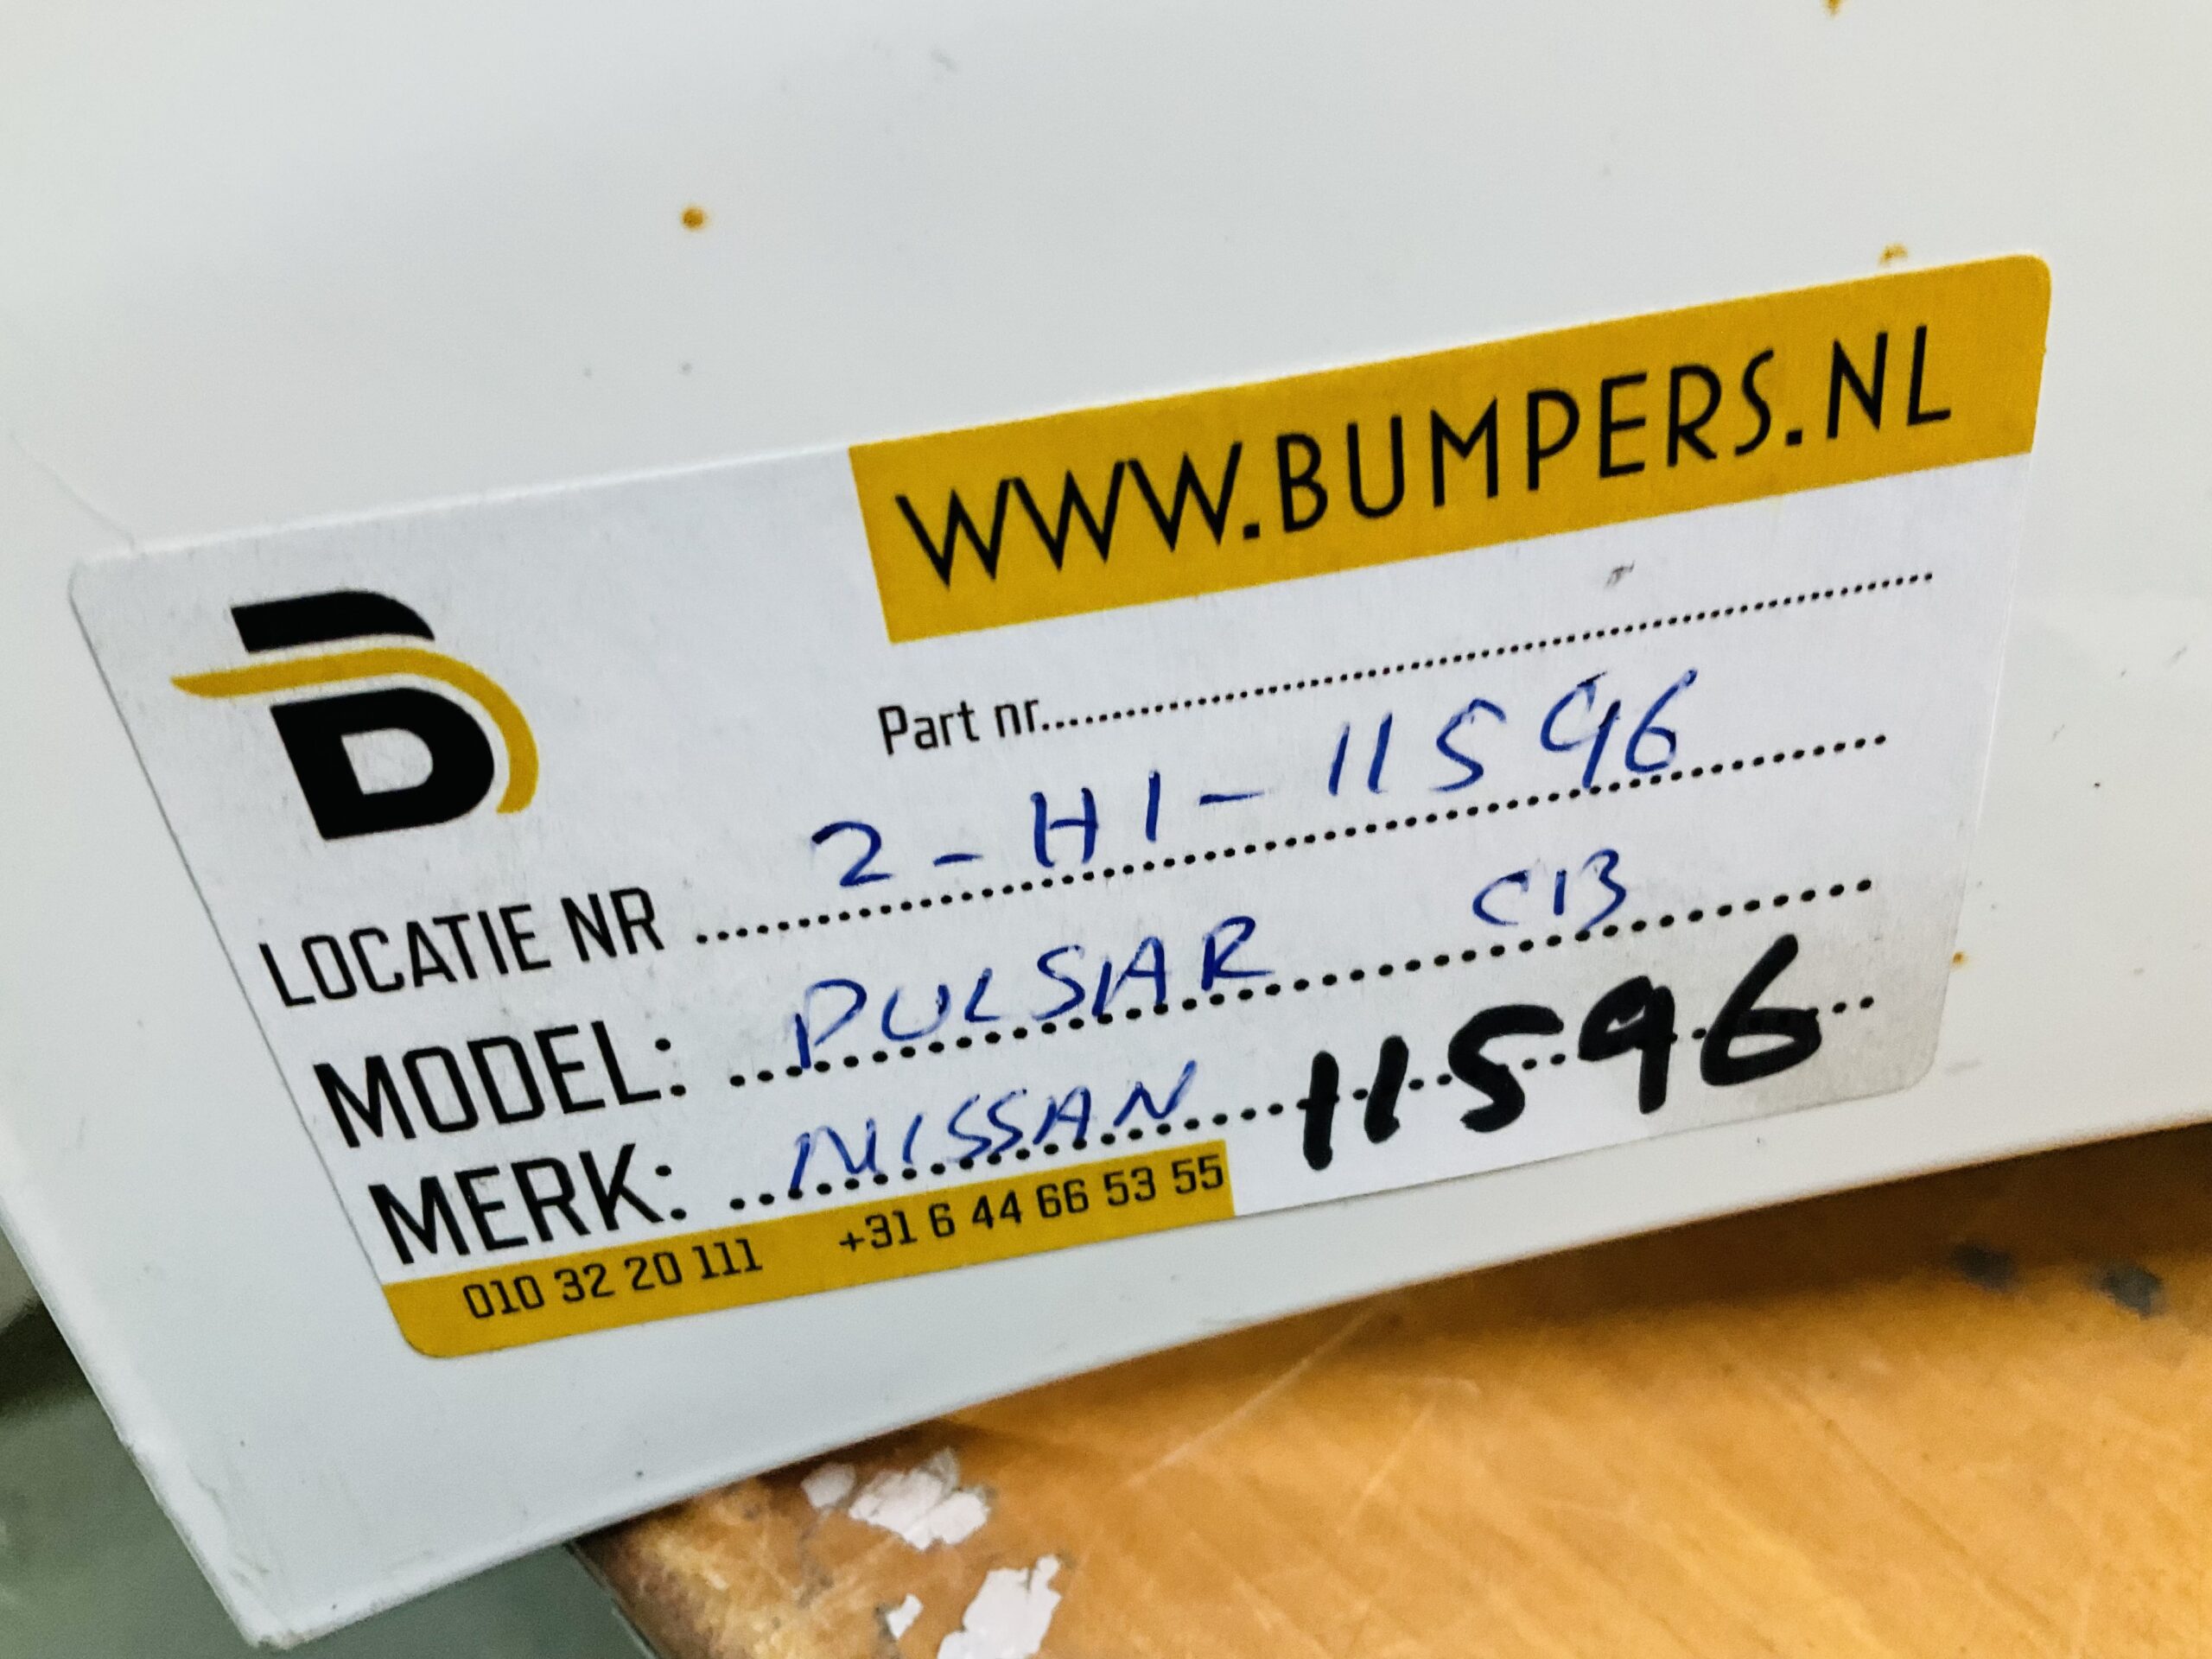 WWW.BUMPERS.NL
B
Part nr........................
LOCATIE NR 2-H1-11596
MODEL: PULSAR C13
MERK: NISSAN 11596
010 32 20 111 +31 6 44 66 53 55